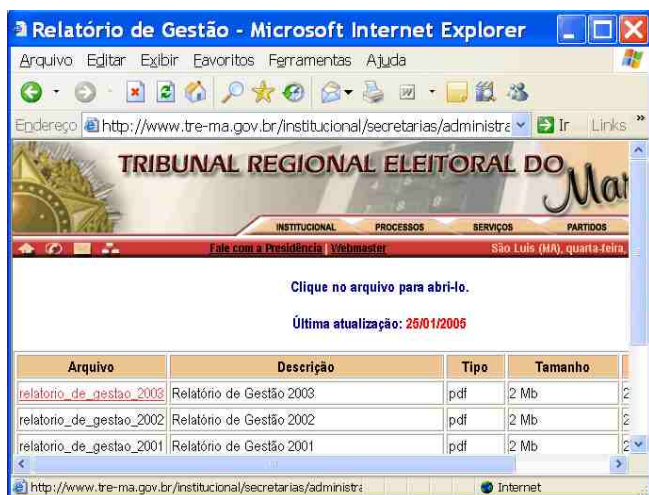 Relatório de Gestão - Microsoft Internet Explorer
Arquivo Editar Exibir Favoritos Ferramentas Ajuda
Endereço http://www.tre-ma.gov.br/institucional/secretarias/administra Ir Links »
TRIBUNAL REGIONAL ELEITORAL DO
Mar
INSTITUCIONAL PROCESSOS SERVIÇOS PARTIDOS
Fale com a Presidência | Webmaster São Luís (MA), quarta-feira,
Clique no arquivo para abri-lo.
Última atualização: 25/01/2005
Arquivo Descrição Tipo Tamanho
relatorio_de_gestao_2003 Relatório de Gestão 2003 pdf 2 Mb 2
relatorio_de_gestao_2002 Relatório de Gestão 2002 pdf 2 Mb 2
relatorio_de_gestao_2001 Relatório de Gestão 2001 pdf 2 Mb 2
http://www.tre-ma.gov.br/institucional/secretarias/administra Internet